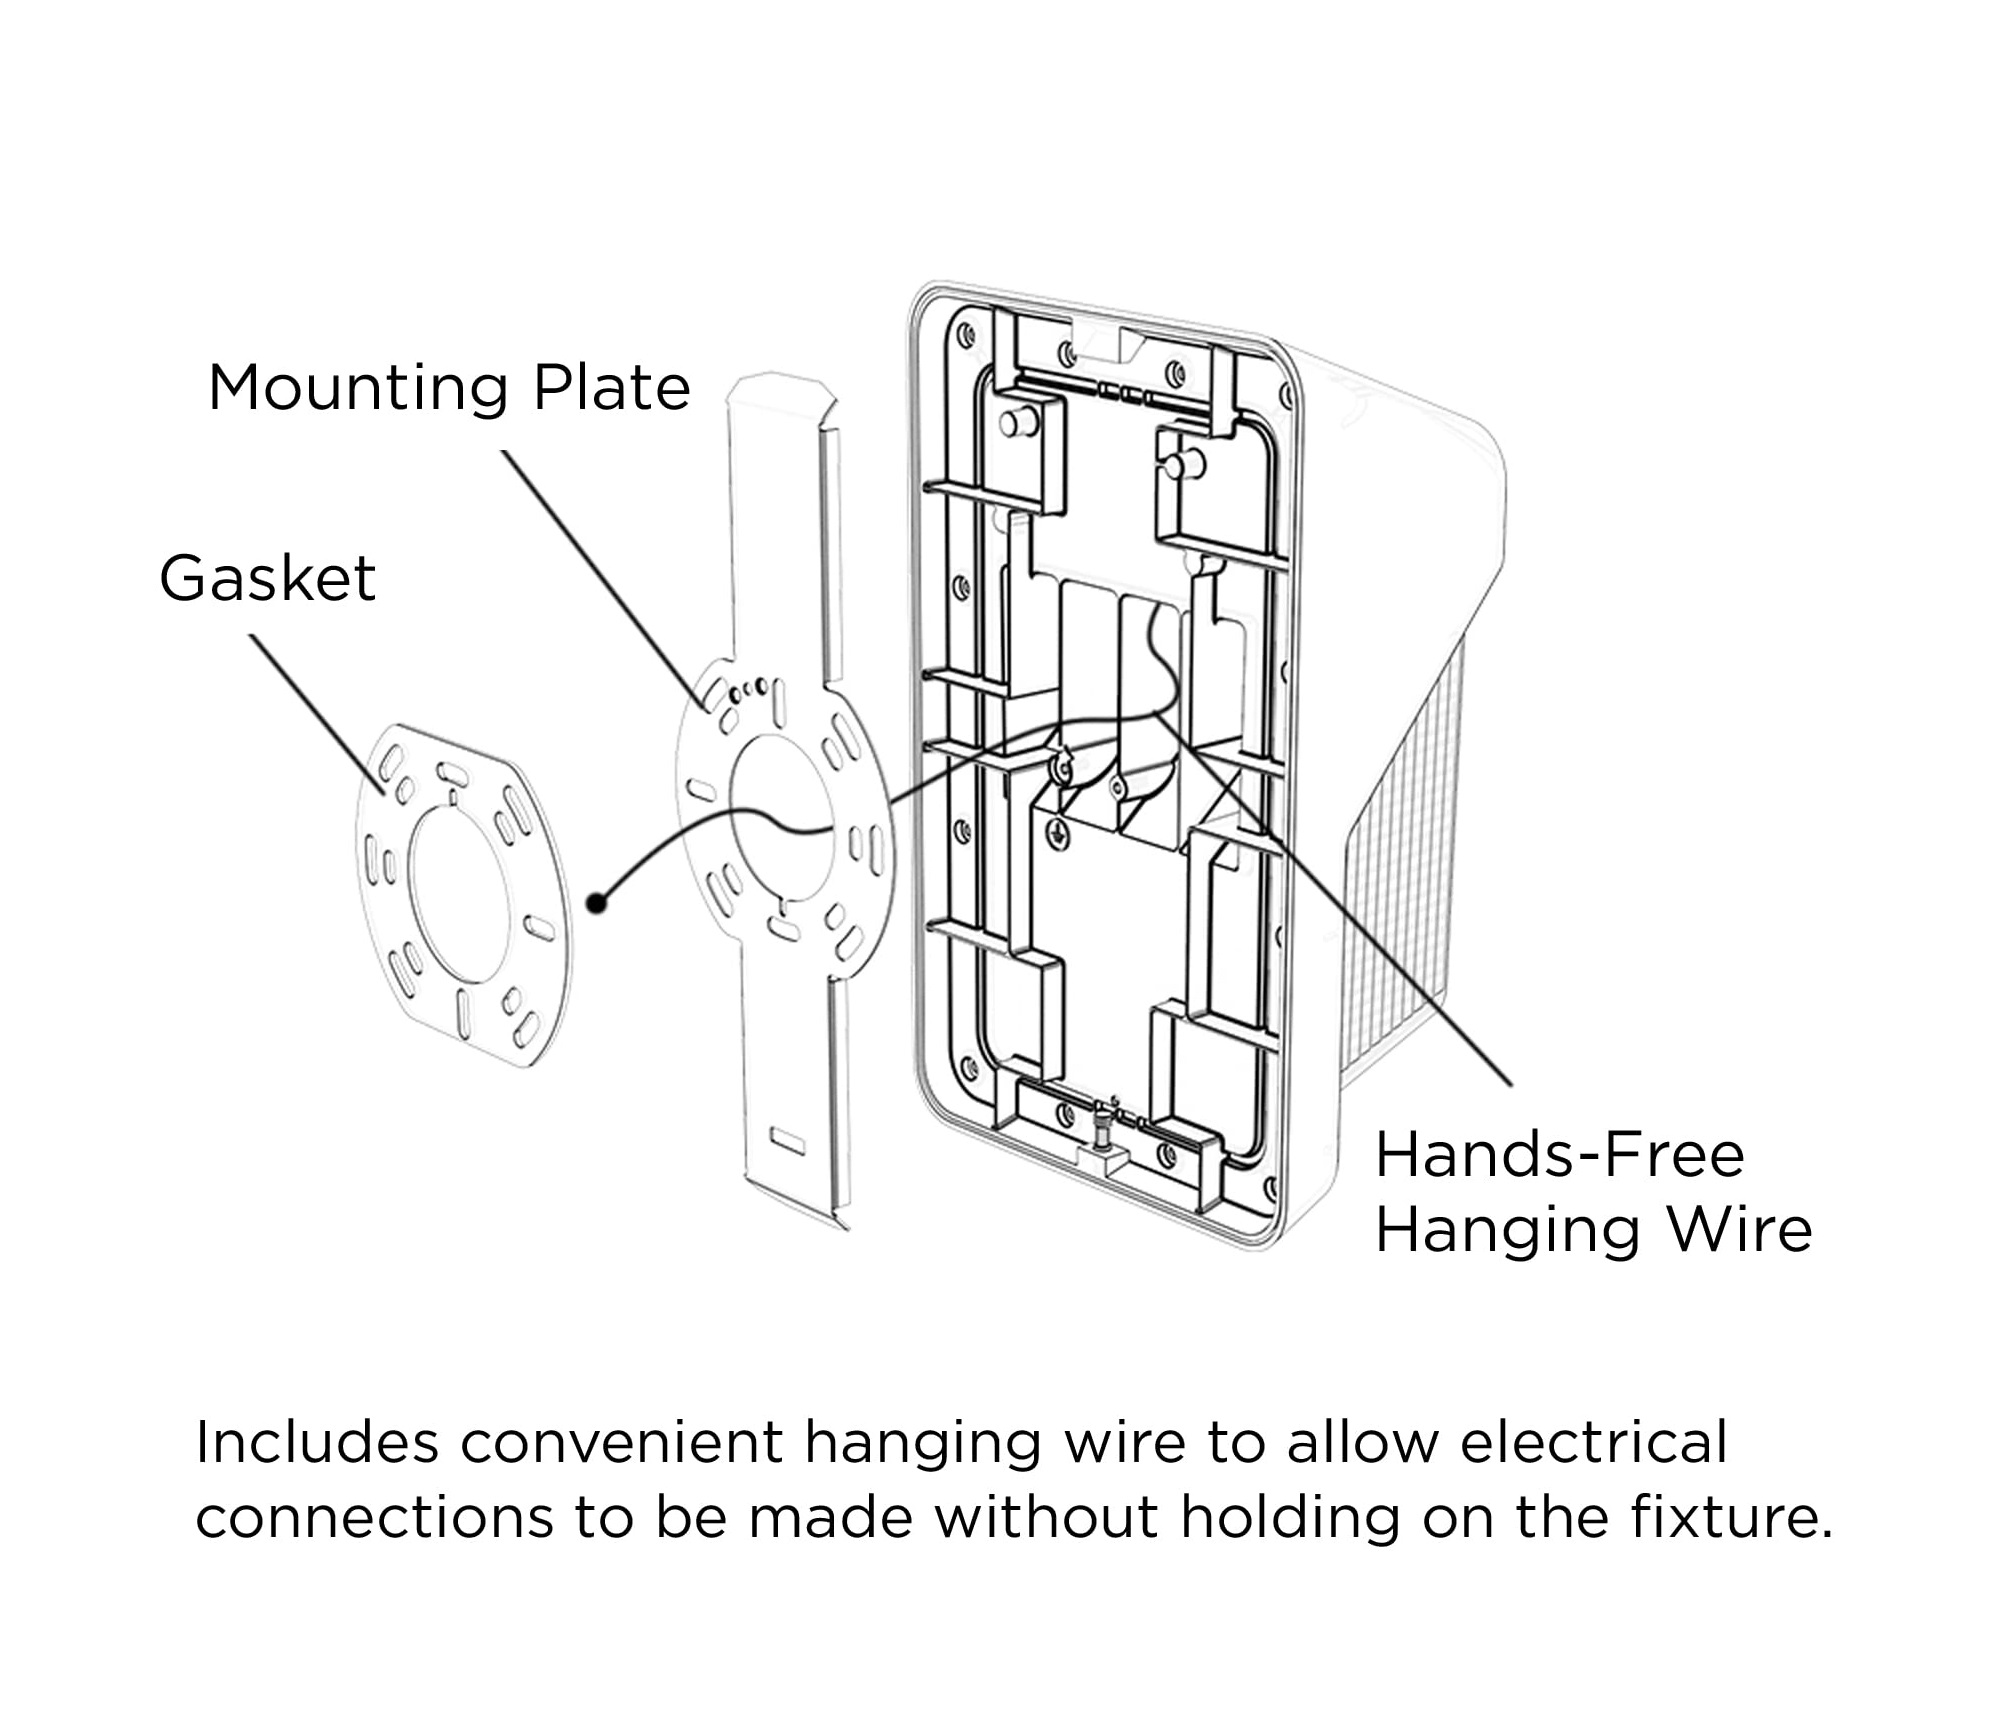 Mounting Plate
Gasket
Hands-Free
Hanging Wire
Includes convenient hanging wire to allow electrical
connections to be made without holding on the fixture.